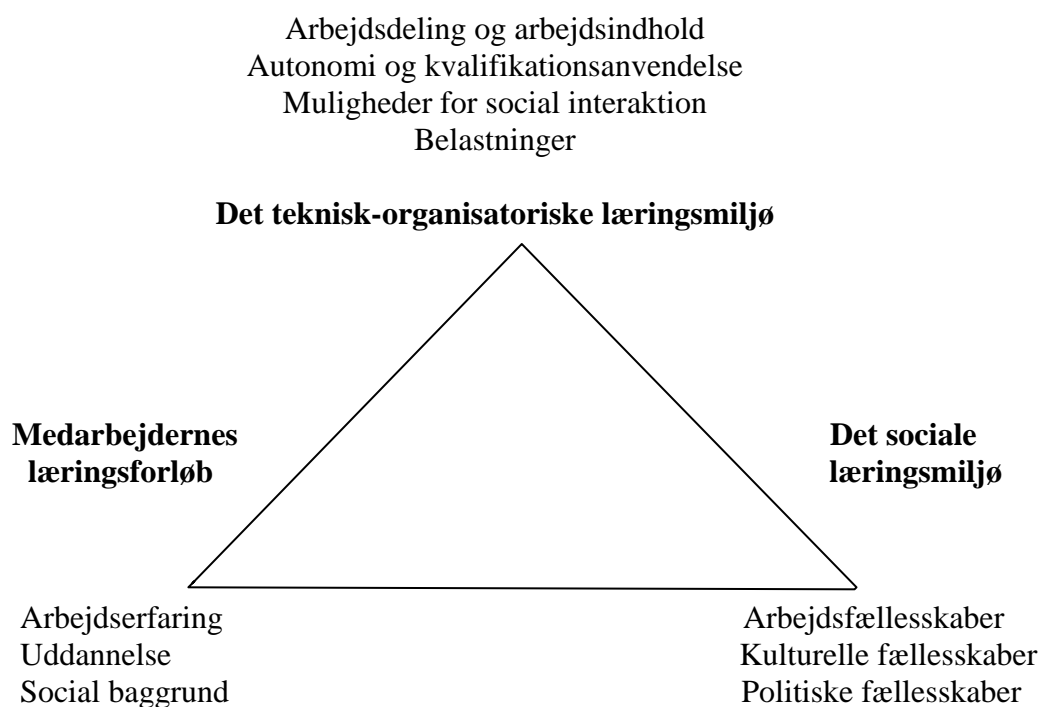 Arbejdsdeling og arbejdsindhold
Autonomi og kvalifikationsanvendelse
Muligheder for social interaktion
Belastninger
Det teknisk-organisatoriske læringsmiljø
Medarbejdernes
læringsforløb
Det sociale
læringsmiljø
Arbejdserfaring
Uddannelse
Social baggrund
Arbejdsfællesskaber
Kulturelle fællesskaber
Politiske fællesskaber